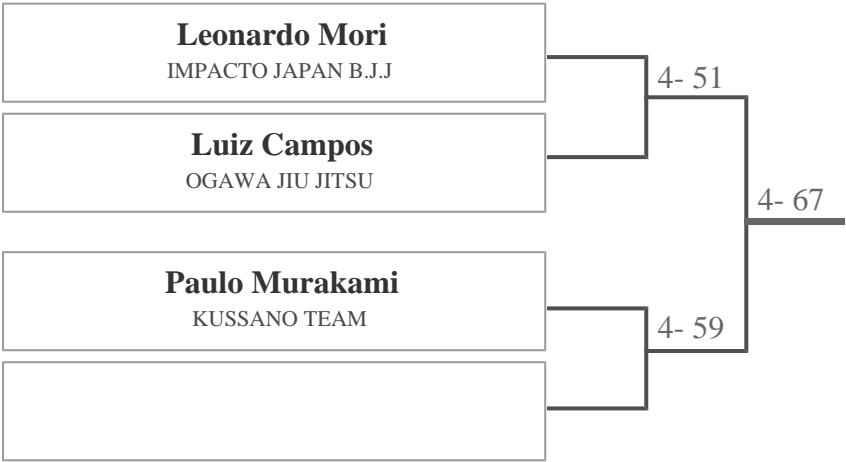 Leonardo Mori
IMPACTO JAPAN B.J.J
4- 51
Luiz Campos
OGAWA JIU JITSU
4- 67
Paulo Murakami
KUSSANO TEAM
4- 59